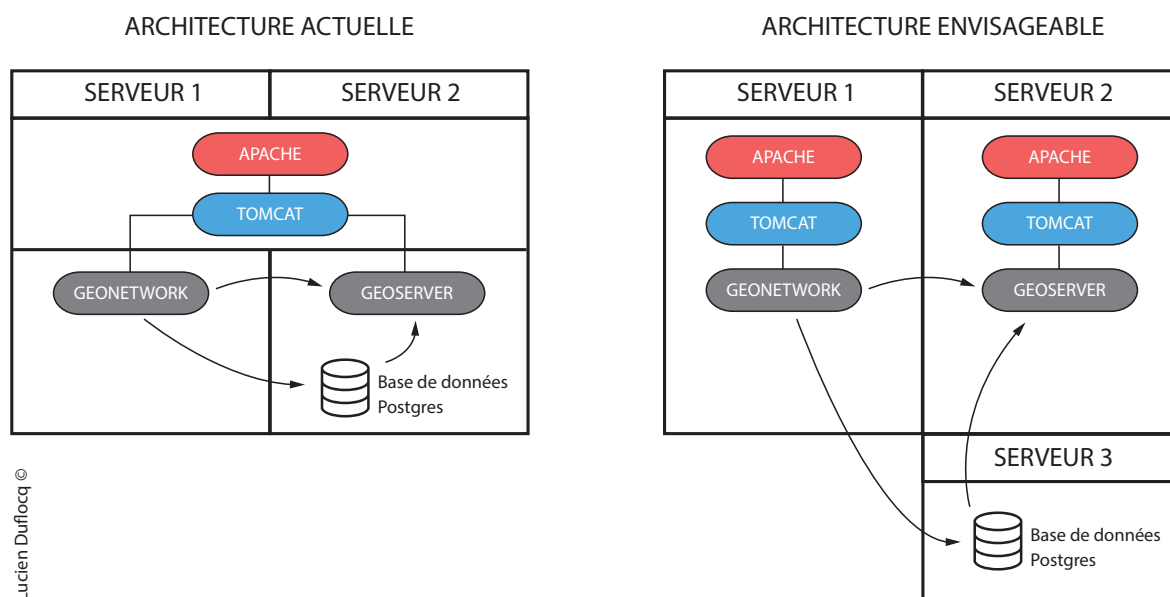 ARCHITECTURE ACTUELLE
SERVEUR 1
SERVEUR 2
APACHE
TOMCAT
GEONETWORK
GEOSERVER
Base de données
Postgres
Lucien Duflocq ©
ARCHITECTURE ENVISAGEABLE
SERVEUR 1
SERVEUR 2
APACHE
APACHE
TOMCAT
TOMCAT
GEONETWORK
GEOSERVER
SERVEUR 3
Base de données
Postgres